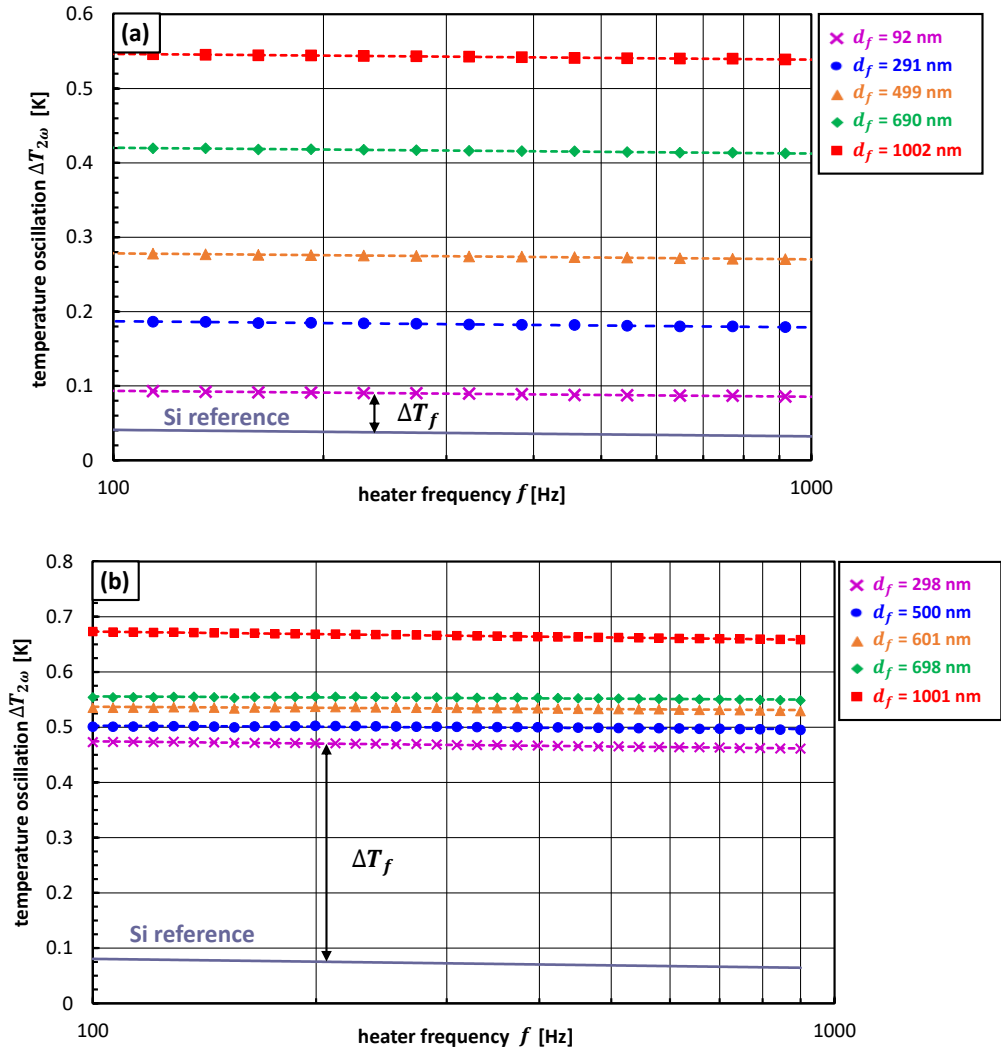 (a)
temperature oscillation ΔT2ω [K]
0.6
0.5
0.4
0.3
0.2
0.1
0
Si reference
ΔTf
100
1000
heater frequency f [Hz]
df = 92 nm
df = 291 nm
df = 499 nm
df = 690 nm
df = 1002 nm
(b)
temperature oscillation ΔT2ω [K]
0.8
0.7
0.6
0.5
0.4
0.3
0.2
0.1
0
ΔTf
Si reference
100
1000
heater frequency f [Hz]
df = 298 nm
df = 500 nm
df = 601 nm
df = 698 nm
df = 1001 nm